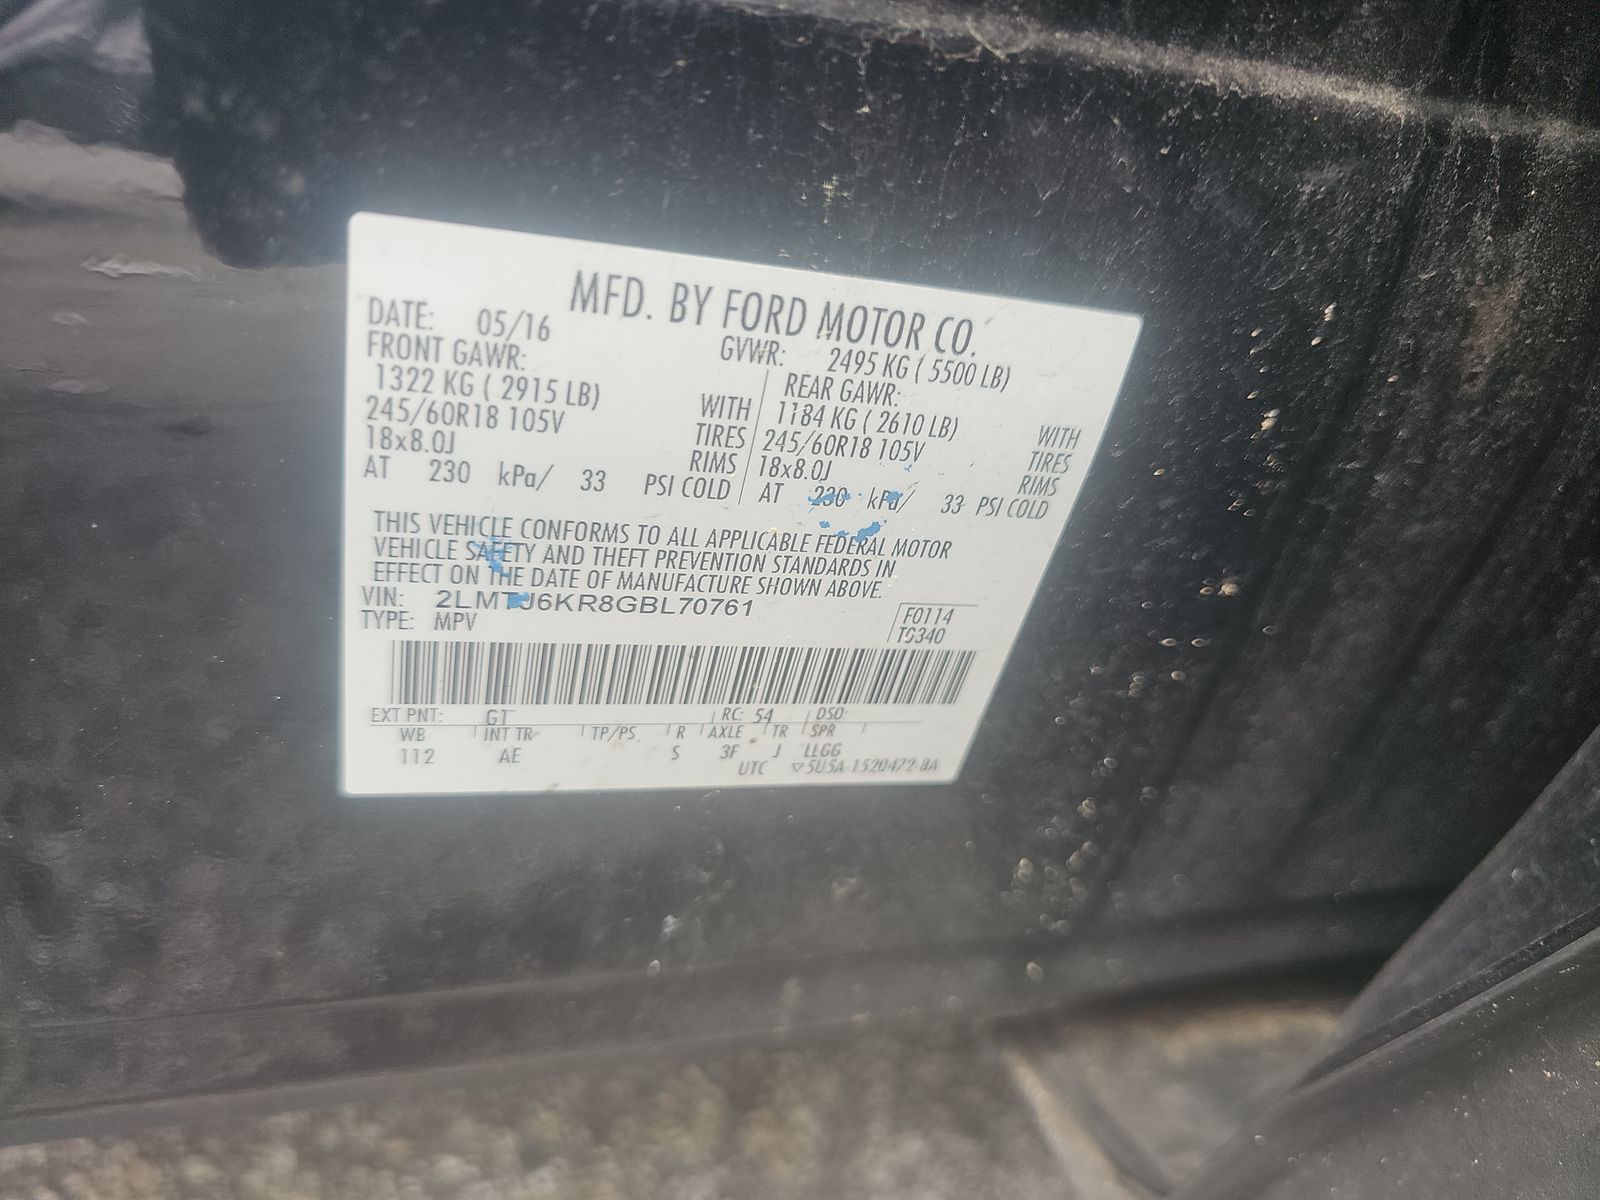 MFD. BY FORD MOTOR CO.
DATE: 05/16
GVWR: 2495 KG ( 5500 LB)
FRONT GAWR:
1322 KG ( 2915 LB) WITH
245/60R18 105V TIRES
18x8.0J RIMS
AT 230 kPa/ 33 PSI COLD
REAR GAWR:
1184 KG ( 2610 LB) WITH
245/60R18 105V TIRES
18x8.0J RIMS
AT 230 kPa/ 33 PSI COLD
THIS VEHICLE CONFORMS TO ALL APPLICABLE FEDERAL MOTOR
VEHICLE SAFETY AND THEFT PREVENTION STANDARDS IN
EFFECT ON THE DATE OF MANUFACTURE SHOWN ABOVE.
VIN: 2LMTJ6KR8GBL70761
TYPE: MPV
F0114
T0340
EXT PNT: G1 RC: 54 DSO:
WB INT TR TP/PS R AXLE TR SPR
112 AE S 3F J LLGG
UTC ▽5U5A-1520472-BA